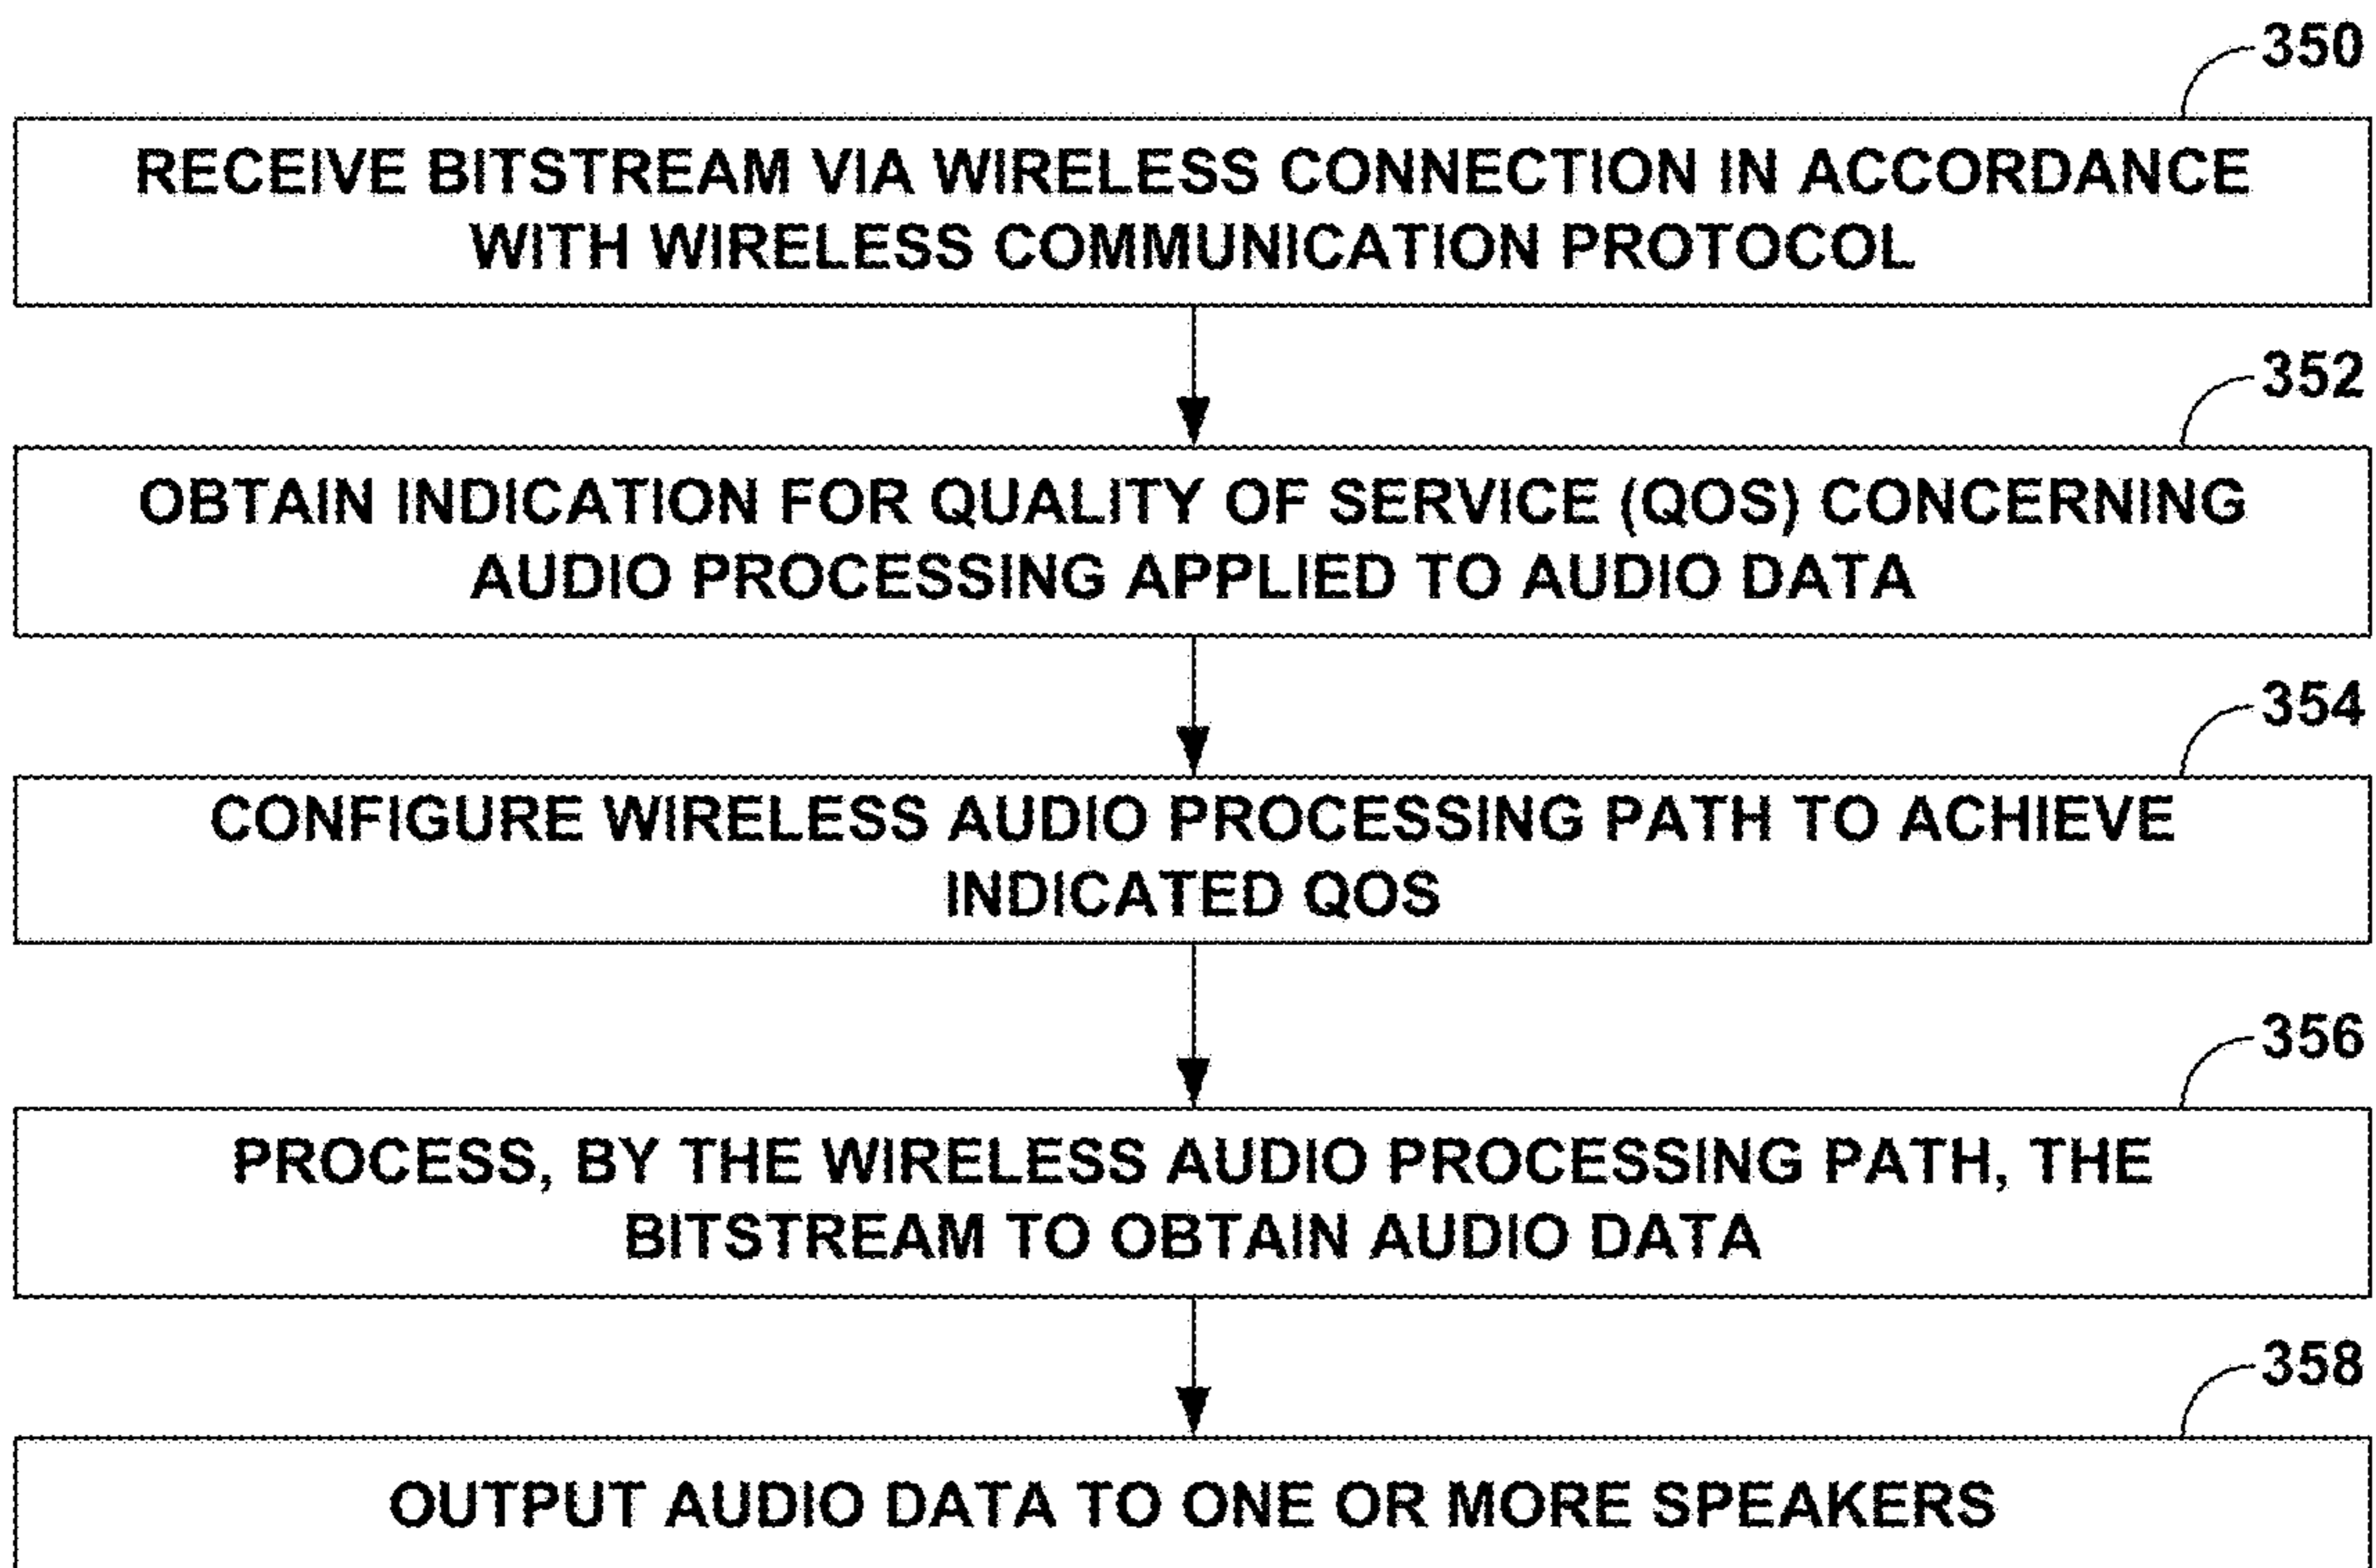 350
RECEIVE BITSTREAM VIA WIRELESS CONNECTION IN ACCORDANCE
WITH WIRELESS COMMUNICATION PROTOCOL
352
OBTAIN INDICATION FOR QUALITY OF SERVICE (QOS) CONCERNING
AUDIO PROCESSING APPLIED TO AUDIO DATA
354
CONFIGURE WIRELESS AUDIO PROCESSING PATH TO ACHIEVE
INDICATED QOS
356
PROCESS, BY THE WIRELESS AUDIO PROCESSING PATH, THE
BITSTREAM TO OBTAIN AUDIO DATA
358
OUTPUT AUDIO DATA TO ONE OR MORE SPEAKERS